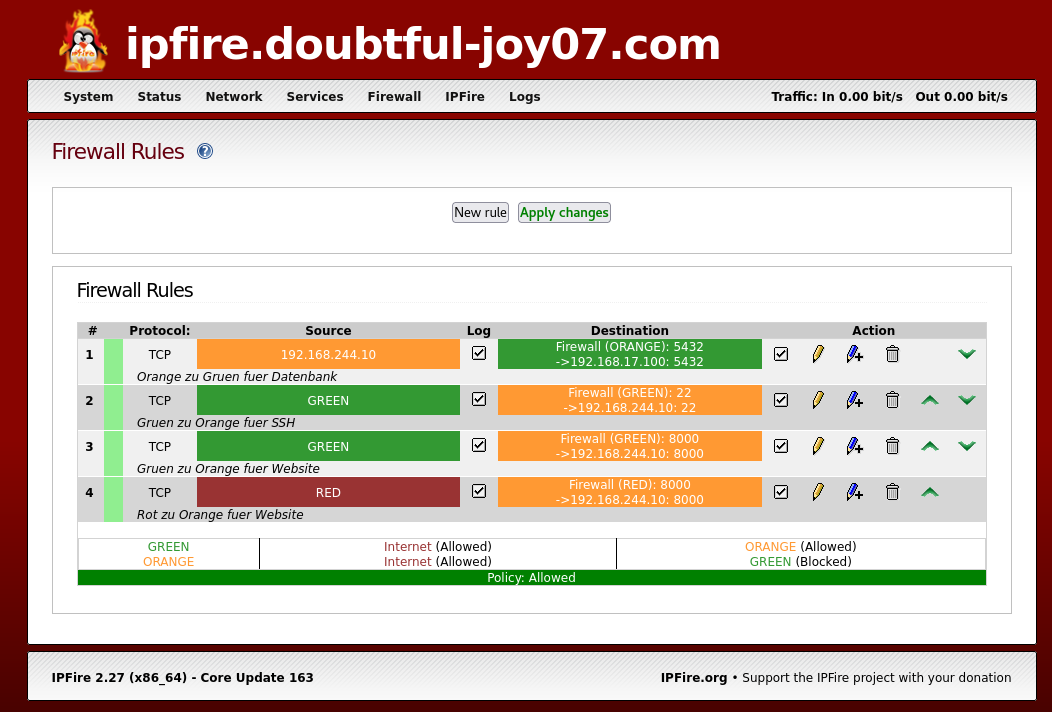 ipfire.doubtful-joy07.com
System Status Network Services Firewall IPFire Logs Traffic: In 0.00 bit/s Out 0.00 bit/s
Firewall Rules ?
New rule Apply changes
Firewall Rules
# Protocol: Source Log Destination Action
1 TCP 192.168.244.10 Firewall (ORANGE): 5432
->192.168.17.100: 5432
Orange zu Gruen fuer Datenbank
2 TCP GREEN Firewall (GREEN): 22
->192.168.244.10: 22
Gruen zu Orange fuer SSH
3 TCP GREEN Firewall (GREEN): 8000
->192.168.244.10: 8000
Gruen zu Orange fuer Website
4 TCP RED Firewall (RED): 8000
->192.168.244.10: 8000
Rot zu Orange fuer Website
GREEN Internet (Allowed) ORANGE (Allowed)
ORANGE Internet (Allowed) GREEN (Blocked)
Policy: Allowed
IPFire 2.27 (x86_64) - Core Update 163 IPFire.org • Support the IPFire project with your donation